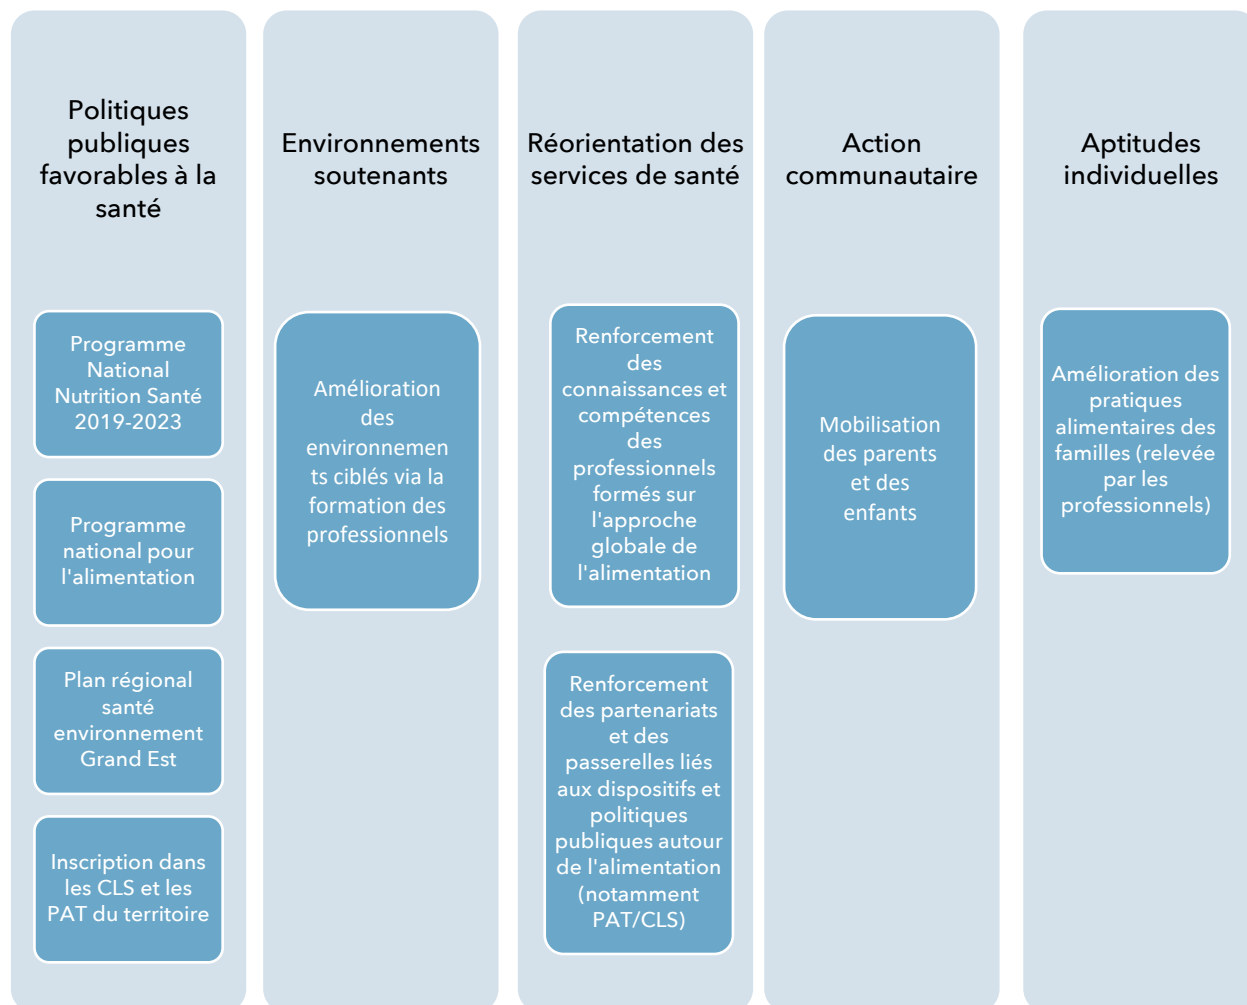 Politiques
publiques
favorables à la
santé
Programme
National
Nutrition Santé
2019-2023
Programme
national pour
l'alimentation
Plan régional
santé
environnement
Grand Est
Inscription dans
les CLS et les
PAT du territoire
Environnements
soutenants
Amélioration
des
environnemen
ts ciblés via la
formation des
professionnels
Réorientation des
services de santé
Renforcement
des
connaissances et
compétences
des
professionnels
formés sur
l'approche
globale de
l'alimentation
Renforcement
des partenariats
et des
passerelles liés
aux dispositifs et
politiques
publiques autour
de l'alimentation
(notamment
PAT/CLS)
Action
communautaire
Mobilisation
des parents
et des
enfants
Aptitudes
individuelles
Amélioration des
pratiques
alimentaires des
familles (relevée
par les
professionnels)